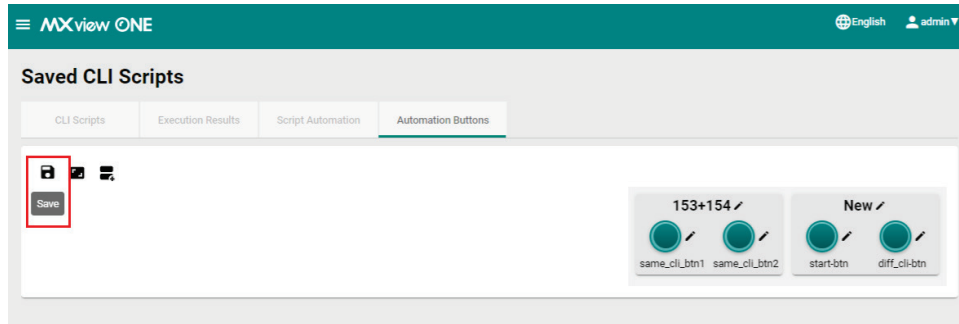 MXview ONE
English
admin
Saved CLI Scripts
CLI Scripts
Execution Results
Script Automation
Automation Buttons
Save
153+154
New
same_cli_btn1
same_cli_btn2
start-btn
diff_cli-btn